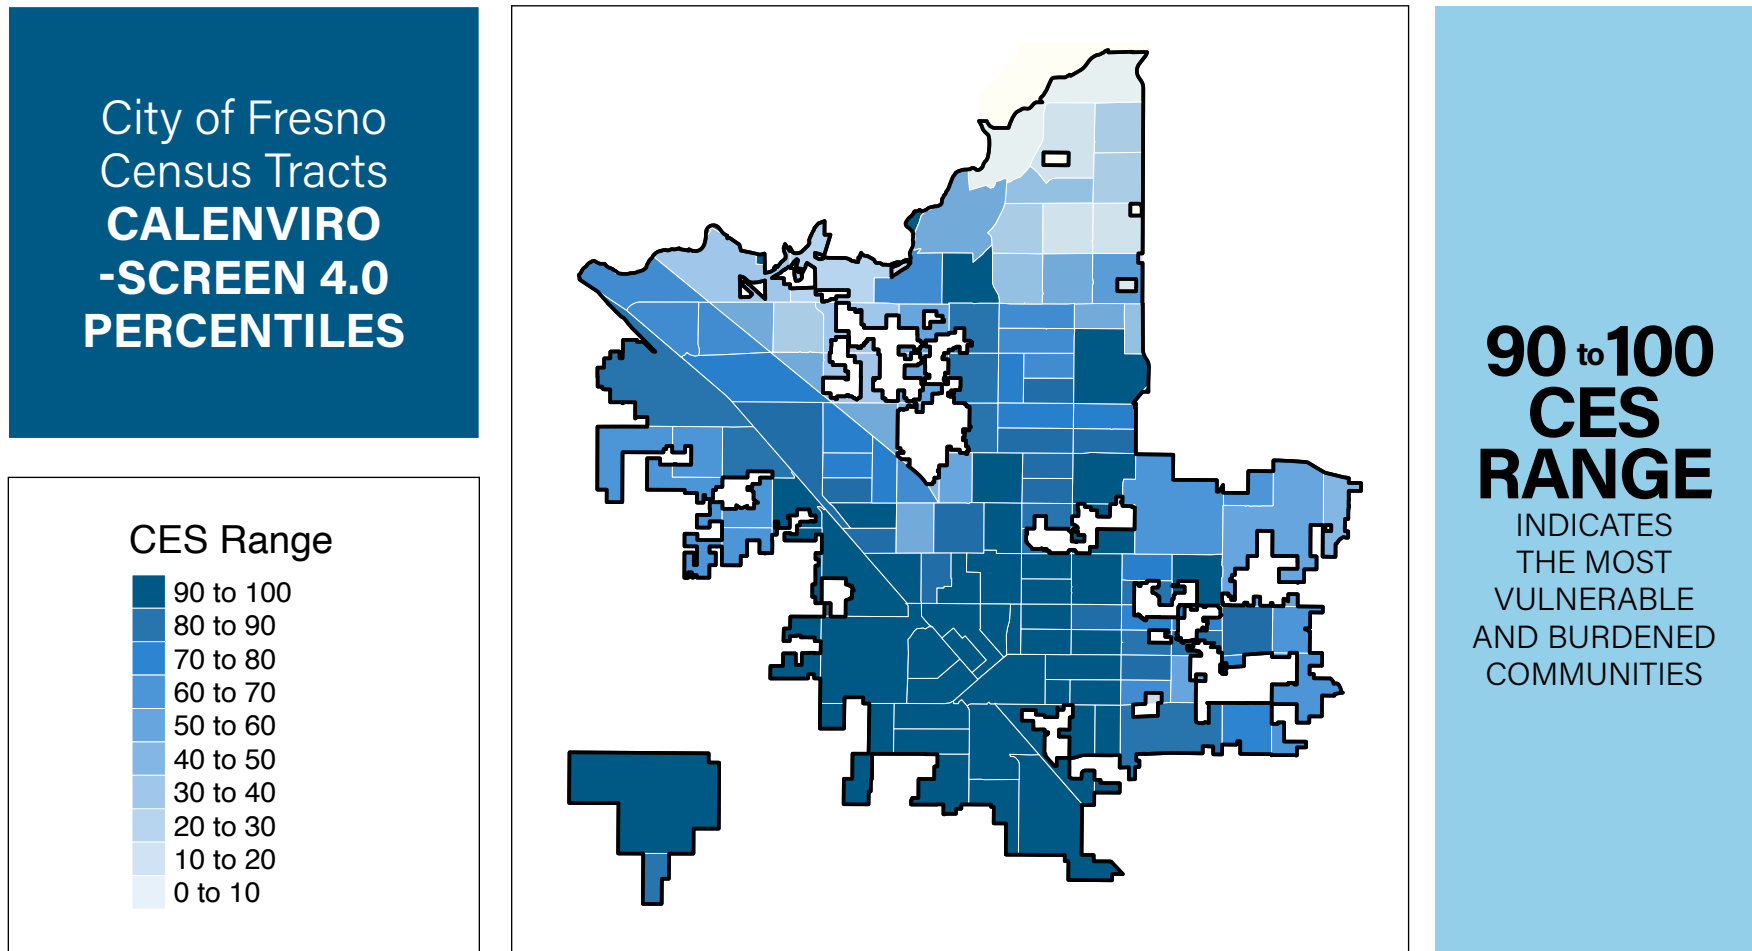 City of Fresno
Census Tracts
CALENVIRO
-SCREEN 4.0
PERCENTILES
CES Range
90 to 100
80 to 90
70 to 80
60 to 70
50 to 60
40 to 50
30 to 40
20 to 30
10 to 20
0 to 10
90 to 100
CES
RANGE
INDICATES
THE MOST
VULNERABLE
AND BURDENED
COMMUNITIES